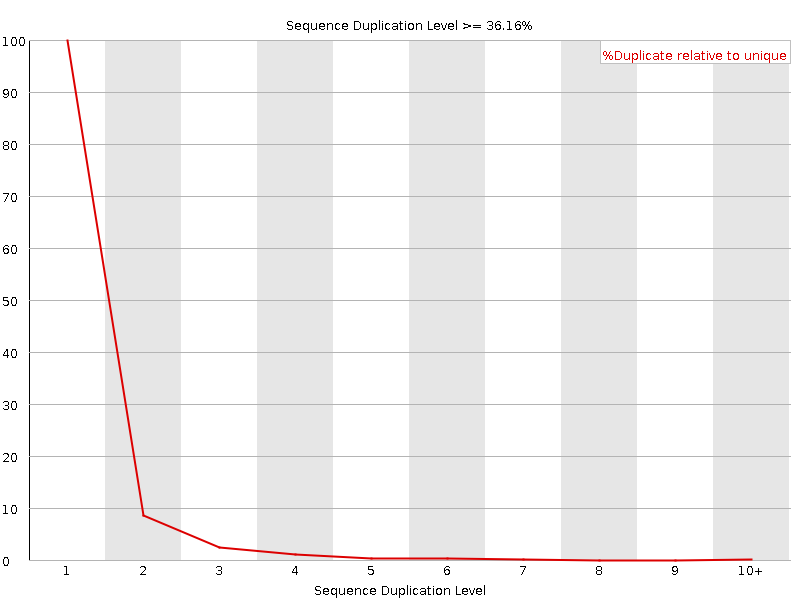 Sequence Duplication Level >= 36.16%
%Duplicate relative to unique
100
90
80
70
60
50
40
30
20
10
0
1 2 3 4 5 6 7 8 9 10+
Sequence Duplication Level